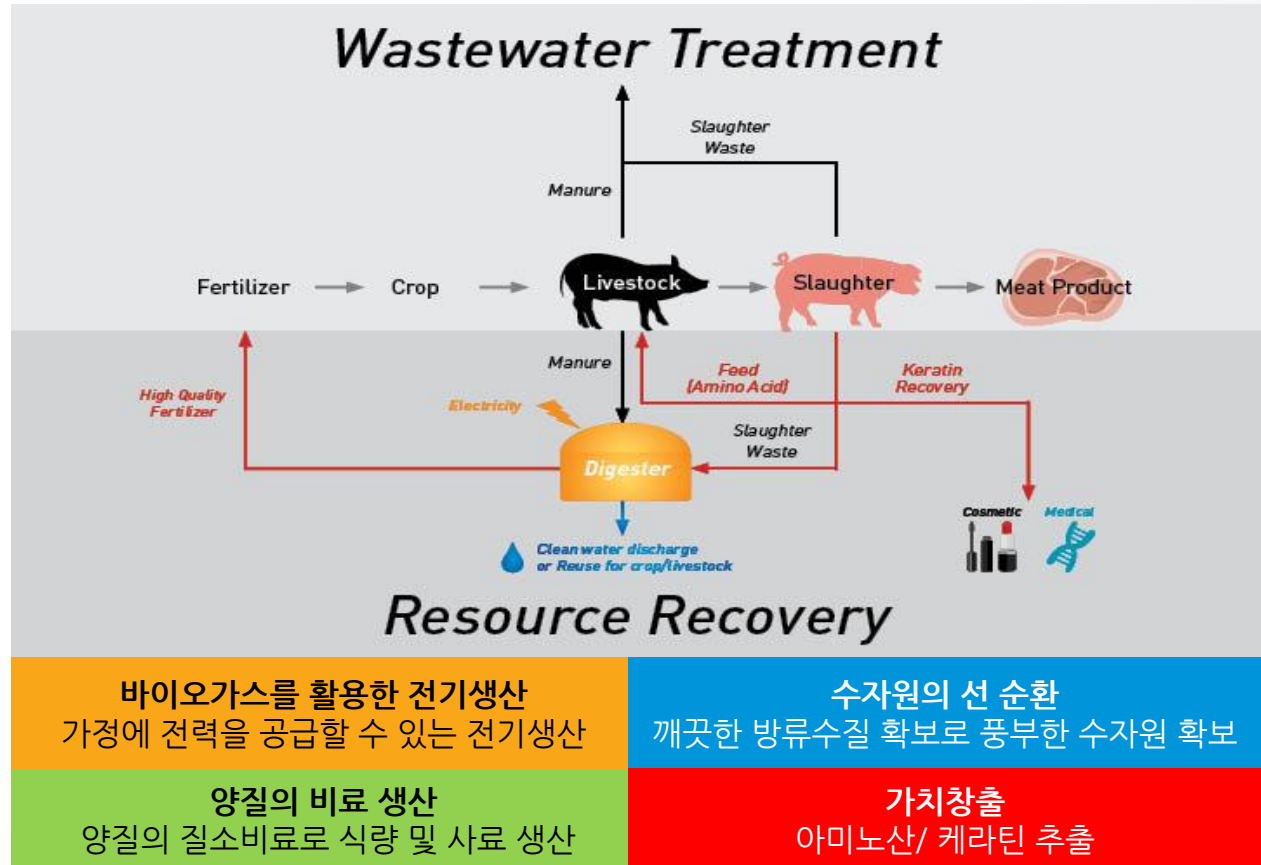 Wastewater Treatment
Slaughter
Waste
Manure
Fertilizer
Crop
Livestock
Slaughter
Meat Product
Manure
Feed
(Amino Acid)
Keratin
Recovery
High Quality
Fertilizer
Electricity
Slaughter
Waste
Digester
Cosmetic
Medical
Clean water discharge
or Reuse for crop/livestock
Resource Recovery
바이오가스를 활용한 전기생산
가정에 전력을 공급할 수 있는 전기생산
수자원의 선 순환
깨끗한 방류수질 확보로 풍부한 수자원 확보
양질의 비료 생산
양질의 질소비료로 식량 및 사료 생산
가치창출
아미노산/ 케라틴 추출